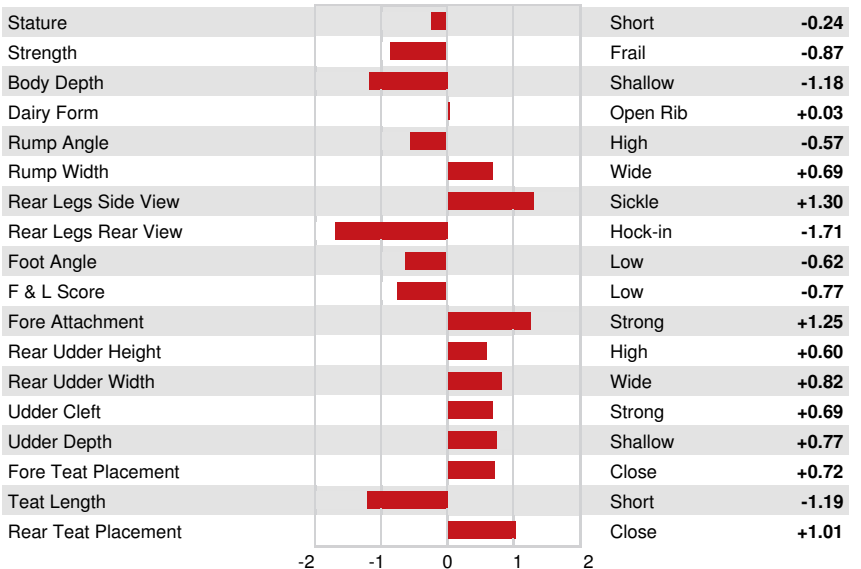 Stature Short -0.24
Strength Frail -0.87
Body Depth Shallow -1.18
Dairy Form Open Rib +0.03
Rump Angle High -0.57
Rump Width Wide +0.69
Rear Legs Side View Sickle +1.30
Rear Legs Rear View Hock-in -1.71
Foot Angle Low -0.62
F & L Score Low -0.77
Fore Attachment Strong +1.25
Rear Udder Height High +0.60
Rear Udder Width Wide +0.82
Udder Cleft Strong +0.69
Udder Depth Shallow +0.77
Fore Teat Placement Close +0.72
Teat Length Short -1.19
Rear Teat Placement Close +1.01
-2 -1 0 1 2